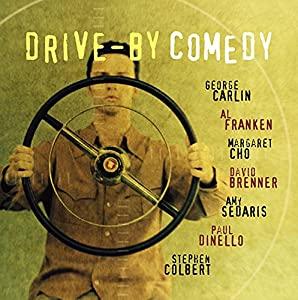 DRIVE-BY COMEDY
GEORGE
CARLIN
AL
FRANKEN
MARGARET
CHO
DAVID
BRENNER
AMY
SEDARIS
PAUL
DINELLO
STEPHEN
COLBERT